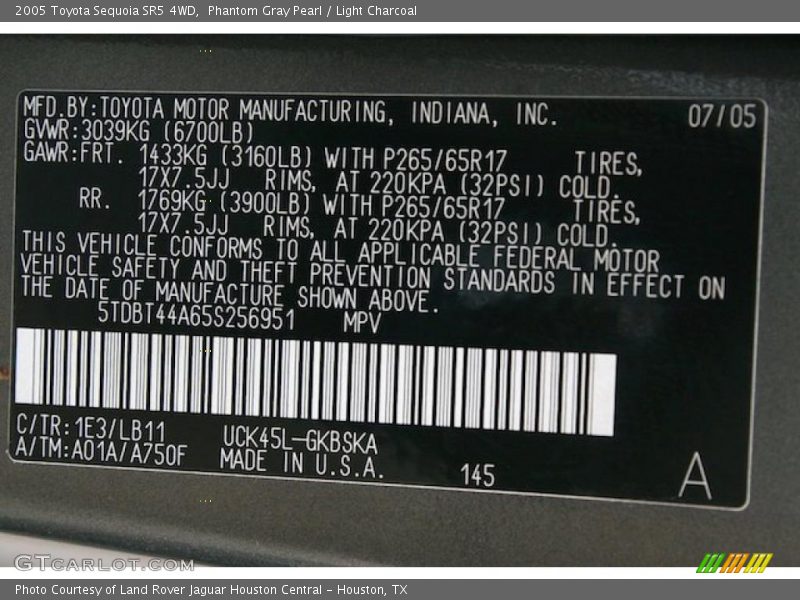 2005 Toyota Sequoia SR5 4WD,  Phantom Gray Pearl / Light Charcoal
MFD.BY:TOYOTA MOTOR MANUFACTURING, INDIANA, INC. 07/05
GVWR:3039KG (6700LB)
GAWR:FRT. 1433KG (3160LB) WITH P265/65R17 TIRES,
17X7.5JJ RIMS, AT 220KPA (32PSI) COLD.
RR. 1769KG (3900LB) WITH P265/65R17 TIRES,
17X7.5JJ RIMS, AT 220KPA (32PSI) COLD.
THIS VEHICLE CONFORMS TO ALL APPLICABLE FEDERAL MOTOR
VEHICLE SAFETY AND THEFT PREVENTION STANDARDS IN EFFECT ON
THE DATE OF MANUFACTURE SHOWN ABOVE.
5TDBT44A65S256951 MPV
C/TR:1E3/LB11 UCK45L-GKBSKA
A/TM:A01A/A750F MADE IN U.S.A. 145 A
GTcarlot.com
Photo Courtesy of Land Rover Jaguar Houston Central - Houston, TX